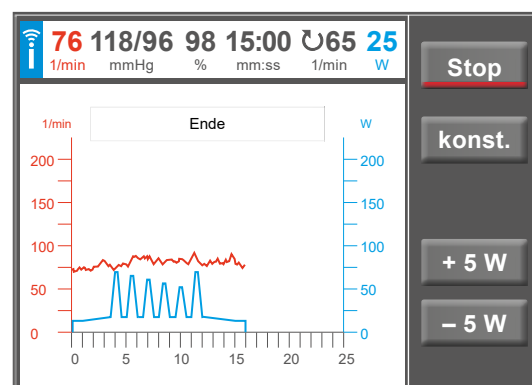 76 118/96 98 15:00 ↻65 25
1/min mmHg % mm:ss 1/min W
Stop
1/min Ende W
konst.
200 200
150 150
100 100
+ 5 W
50 50
– 5 W
0 0
0 5 10 15 20 25